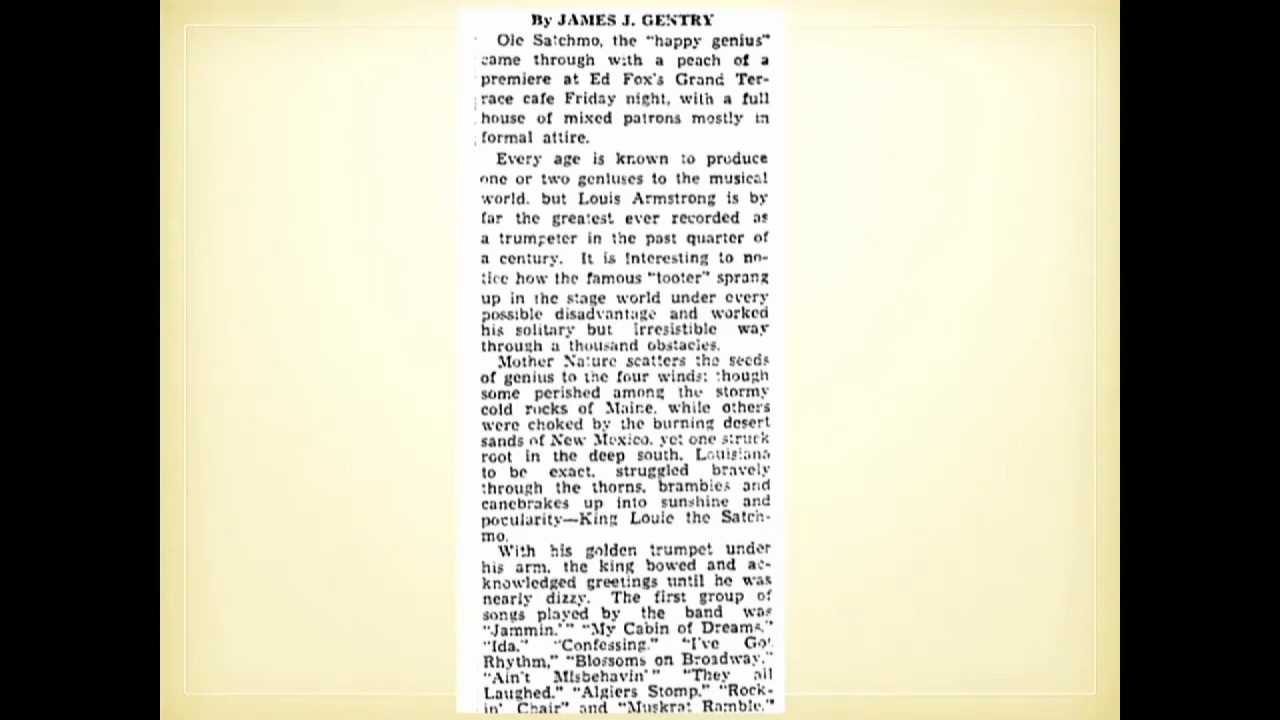 By JAMES J. GENTRY
Ole Satchmo, the "happy genius"
came through with a peach of a
premiere at Ed Fox's Grand Ter-
race cafe Friday night, with a full
house of mixed patrons mostly in
formal attire.
Every age is known to produce
one or two geniuses to the musical
world, but Louis Armstrong is by
far the greatest ever recorded as
a trumpeter in the past quarter of
a century. It is interesting to no-
tice how the famous "tooter" sprang
up in the stage world under every
possible disadvantage and worked
his solitary but irresistible way
through a thousand obstacles.
Mother Nature scatters the seeds
of genius to the four winds; though
some perished among the stormy
cold rocks of Maine, while others
were choked by the burning desert
sands of New Mexico, yet one struck
root in the deep south, Louisiana
to be exact, struggled bravely
through the thorns, brambles and
canebrakes up into sunshine and
pocularity—King Louie the Satch-
mo.
With his golden trumpet under
his arm, the king bowed and ac-
knowledged greetings until he was
nearly dizzy. The first group of
songs played by the band was
"Jammin'" "My Cabin of Dreams,"
"Ida," "Confessing," "I've Got
Rhythm," "Blossoms on Broadway,"
"Ain't Misbehavin'" "They all
Laughed," "Algiers Stomp," "Rock-
in' Chair" and "Muskrat Ramble."